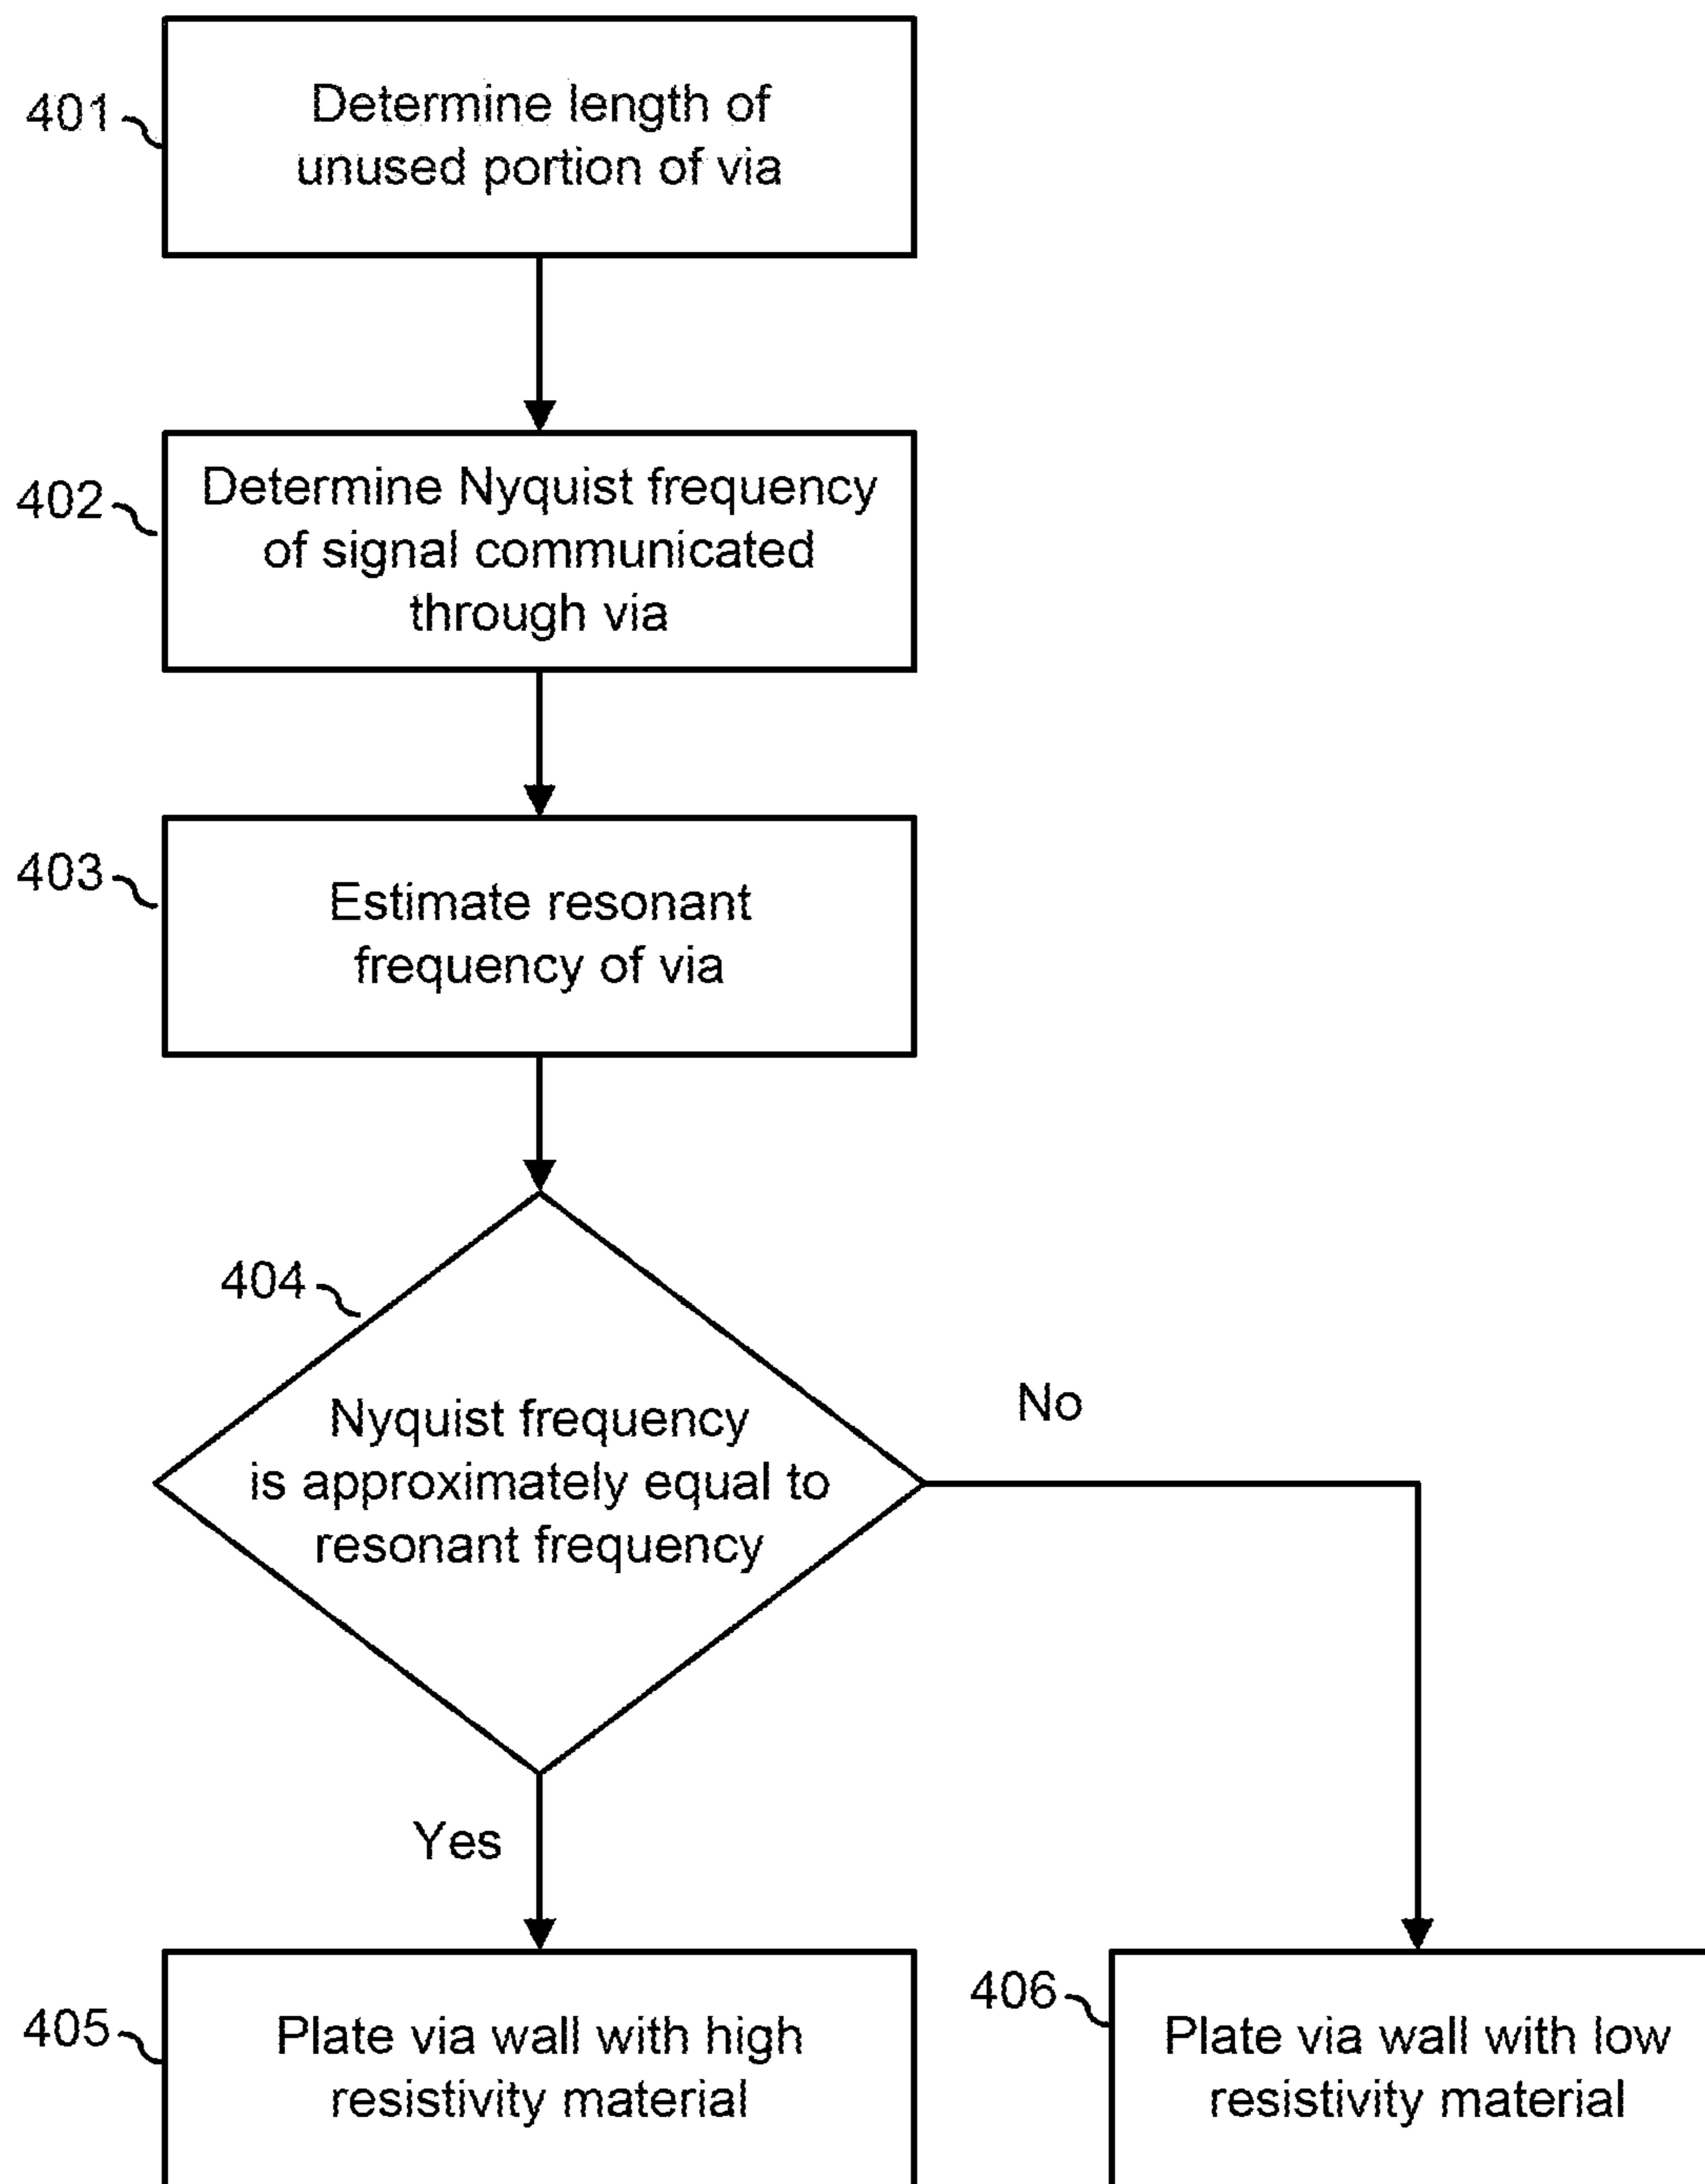 401
Determine length of
unused portion of via
402
Determine Nyquist frequency
of signal communicated
through via
403
Estimate resonant
frequency of via
404
Nyquist frequency
is approximately equal to
resonant frequency
No
Yes
405
Plate via wall with high
resistivity material
406
Plate via wall with low
resistivity material